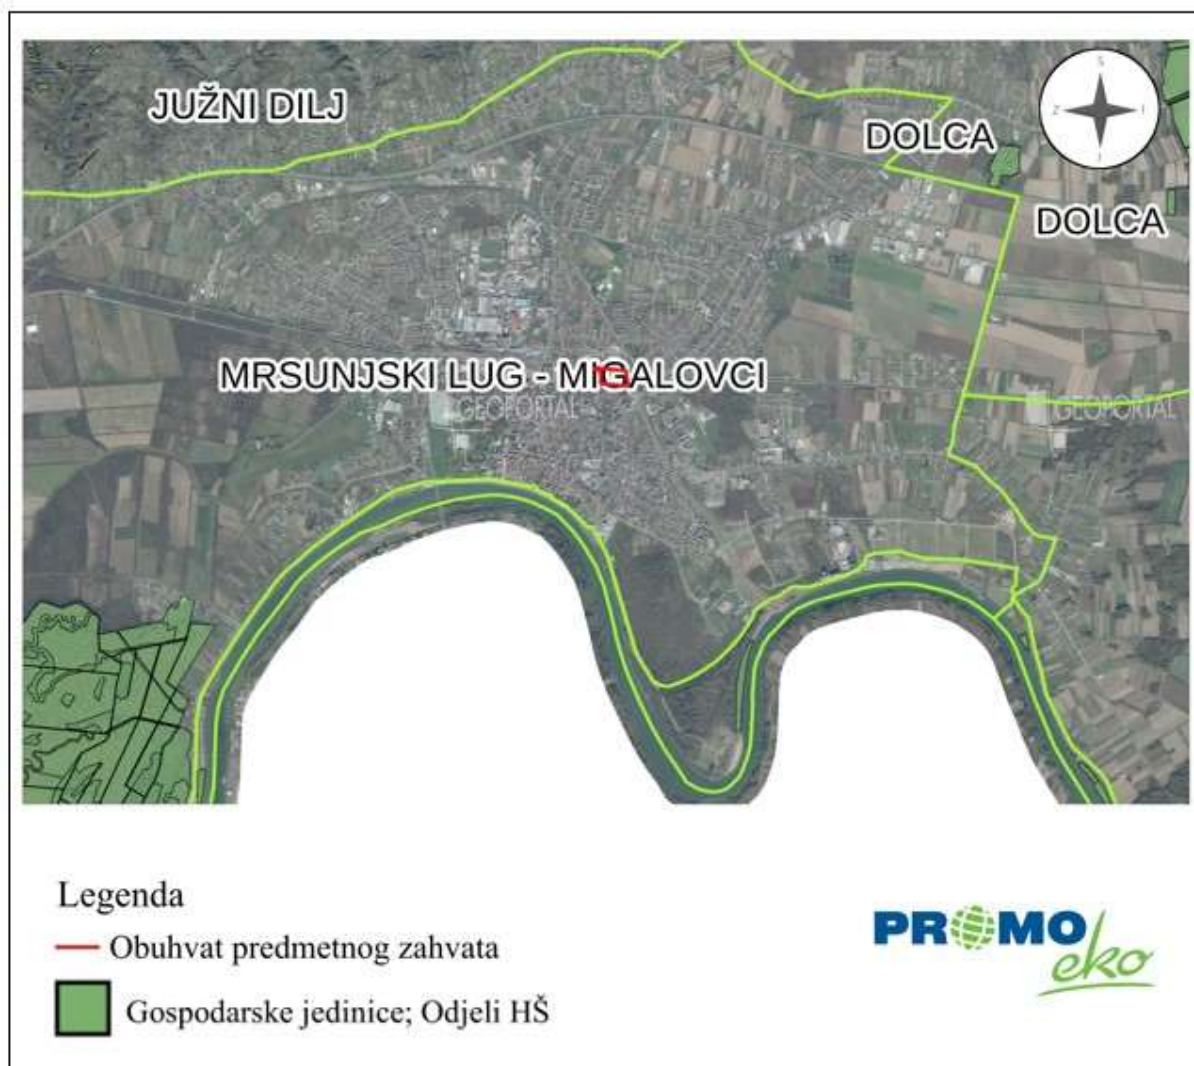 JUŽNI DILJ
S
Z
I
J
DOLCA
DOLCA
MRSUNJSKI LUG - MIGALOVCI
GEOPORTAL
GEOPORTAL
Legenda
Obuhvat predmetnog zahvata
Gospodarske jedinice; Odjeli HŠ
PROMO
eko